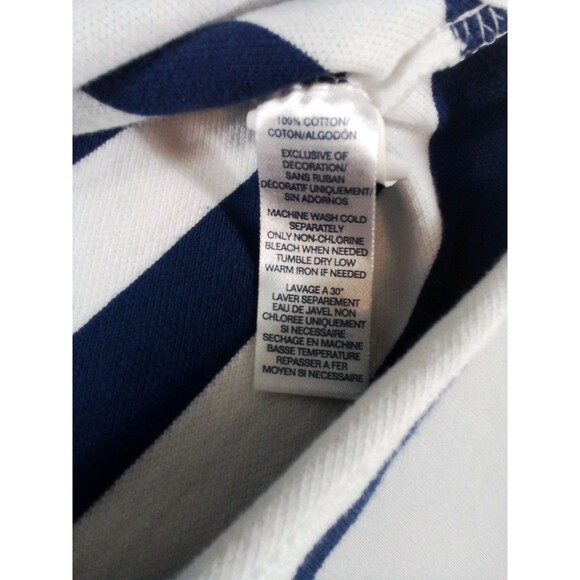 100% COTTON/
COTON/ALGODÓN
EXCLUSIVE OF
DECORATION/
SANS RUBAN
DÉCORATIF UNIQUEMENT/
SIN ADORNOS
MACHINE WASH COLD
SEPARATELY
ONLY NON-CHLORINE
BLEACH WHEN NEEDED
TUMBLE DRY LOW
WARM IRON IF NEEDED
LAVAGE A 30°
LAVER SEPAREMENT
EAU DE JAVEL NON
CHLOREE UNIQUEMENT
SI NECESSAIRE
SECHAGE EN MACHINE
BASSE TEMPERATURE
REPASSER A FER
MOYEN SI NECESSAIRE